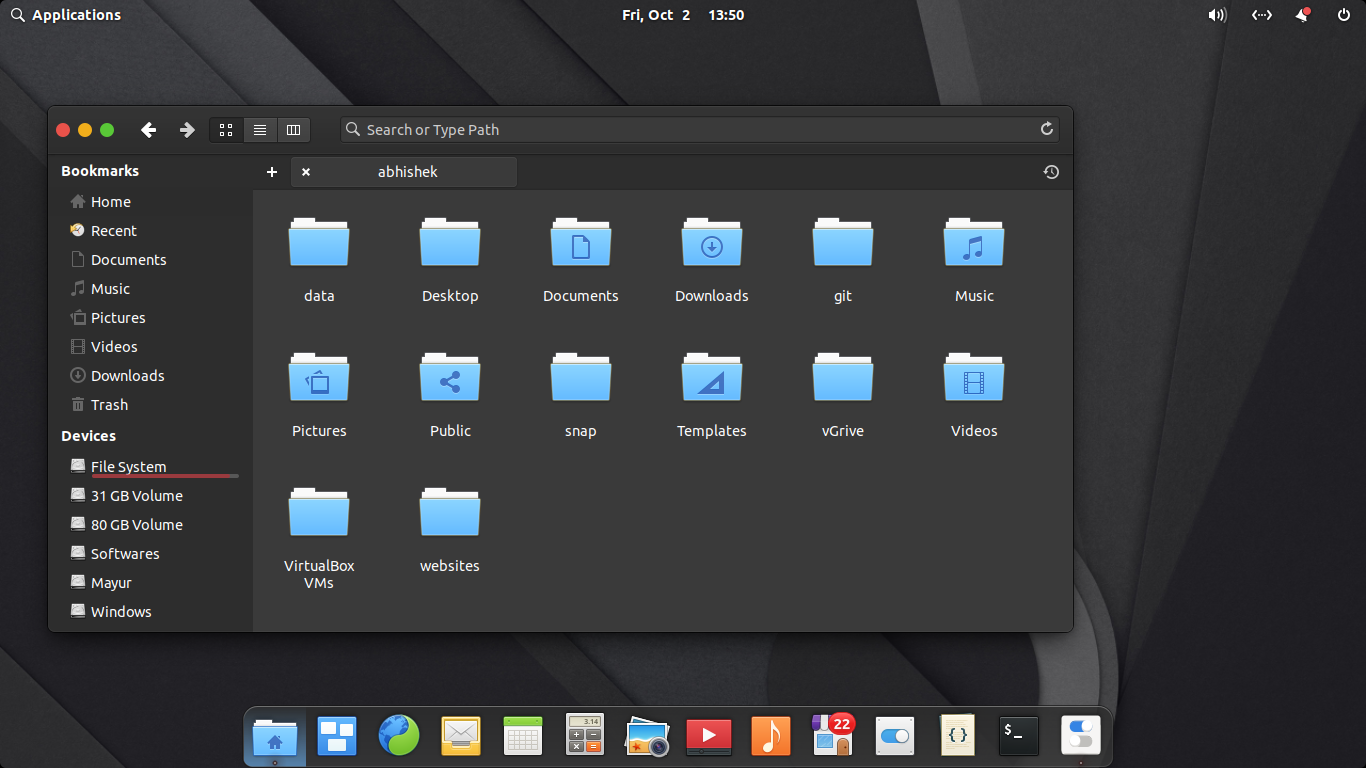 Applications
Fri, Oct 2 13:50
Search or Type Path
Bookmarks
abhishek
Home
Recent
Documents
Music
Pictures
Videos
Downloads
Trash
Devices
File System
31 GB Volume
80 GB Volume
Softwares
Mayur
Windows
data
Desktop
Documents
Downloads
git
Music
Pictures
Public
snap
Templates
vGrive
Videos
VirtualBox
VMs
websites
3.14
22
{}
$_